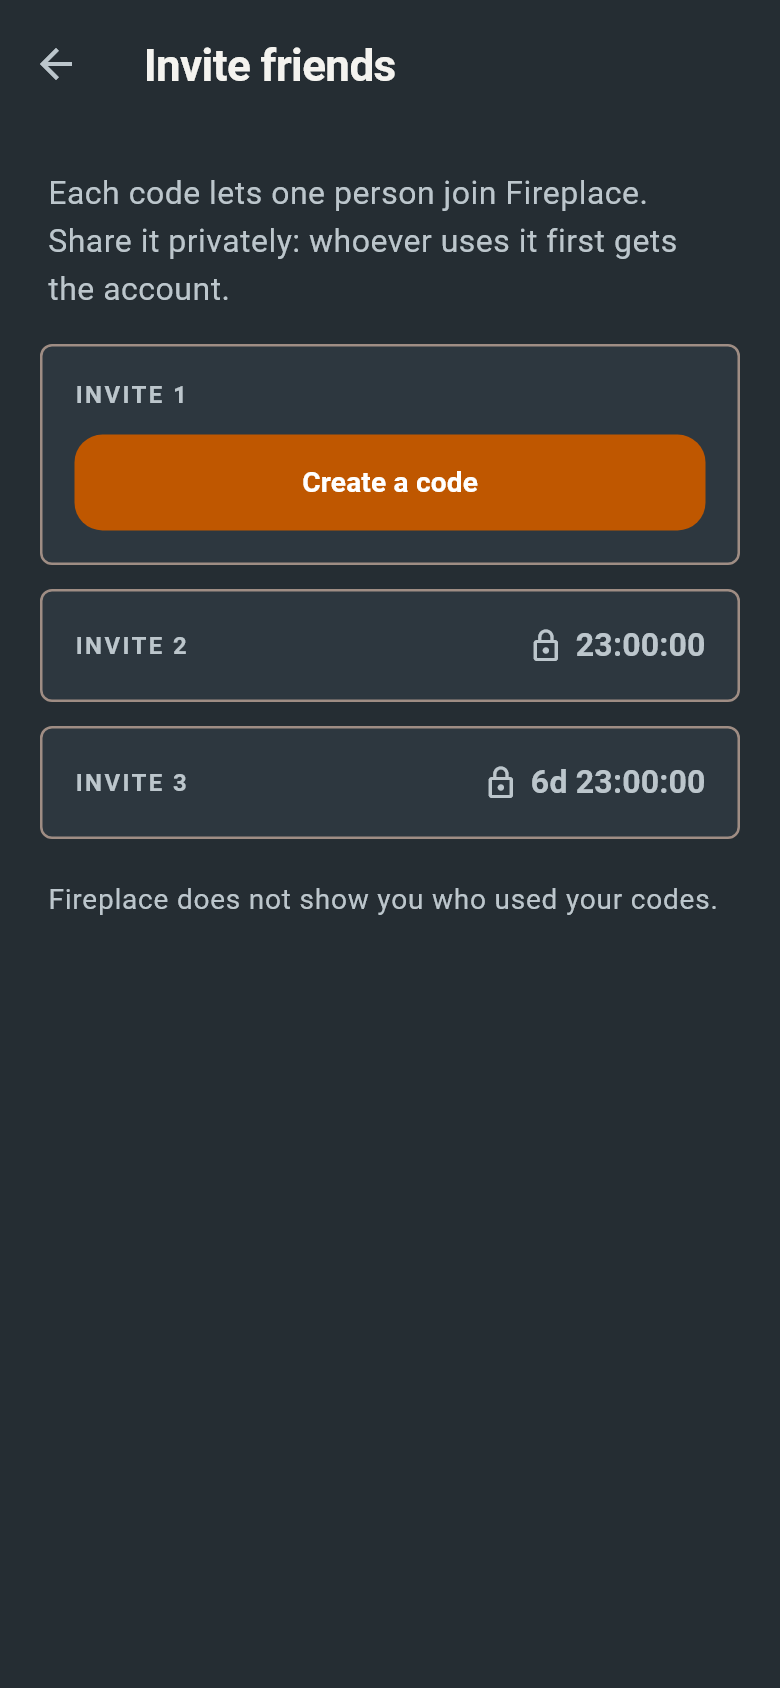 Invite friends
Each code lets one person join Fireplace.
Share it privately: whoever uses it first gets
the account.
INVITE 1
Create a code
INVITE 2
23:00:00
INVITE 3
6d 23:00:00
Fireplace does not show you who used your codes.